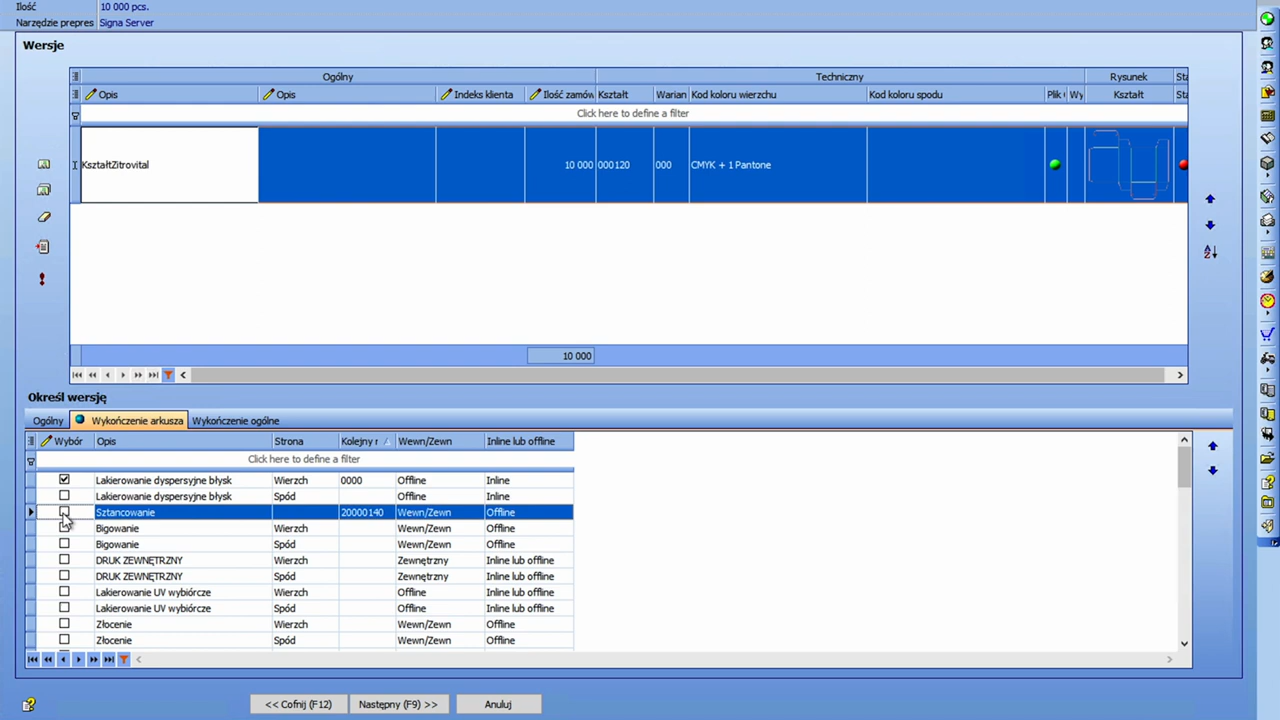 Ilość 10 000 pcs.
Narzędzie prepres Signa Server
Wersje
Ogólny Techniczny Rysunek Sta
Opis Opis Indeks klienta Ilość zamów Kształt Warian Kod koloru wierzchu Kod koloru spodu Plik Wy Kształt Sta
Click here to define a filter
KształtZitrovital 10 000 000120 000 CMYK + 1 Pantone
10 000
Określ wersję
Ogólny Wykończenie arkusza Wykończenie ogólne
Wybór Opis Strona Kolejny r Wewn/Zewn Inline lub offline
Click here to define a filter
Lakierowanie dyspersyjne błysk Wierzch 0000 Offline Inline
Lakierowanie dyspersyjne błysk Spód Offline Inline
Sztancowanie 20000140 Wewn/Zewn Offline
Bigowanie Wierzch Wewn/Zewn Offline
Bigowanie Spód Wewn/Zewn Offline
DRUK ZEWNĘTRZNY Wierzch Zewnętrzny Inline lub offline
DRUK ZEWNĘTRZNY Spód Zewnętrzny Inline lub offline
Lakierowanie UV wybiórcze Wierzch Offline Inline lub offline
Lakierowanie UV wybiórcze Spód Offline Inline lub offline
Złocenie Wierzch Wewn/Zewn Offline
Złocenie Spód Wewn/Zewn Offline
<< Cofnij (F12) Następny (F9) >> Anuluj